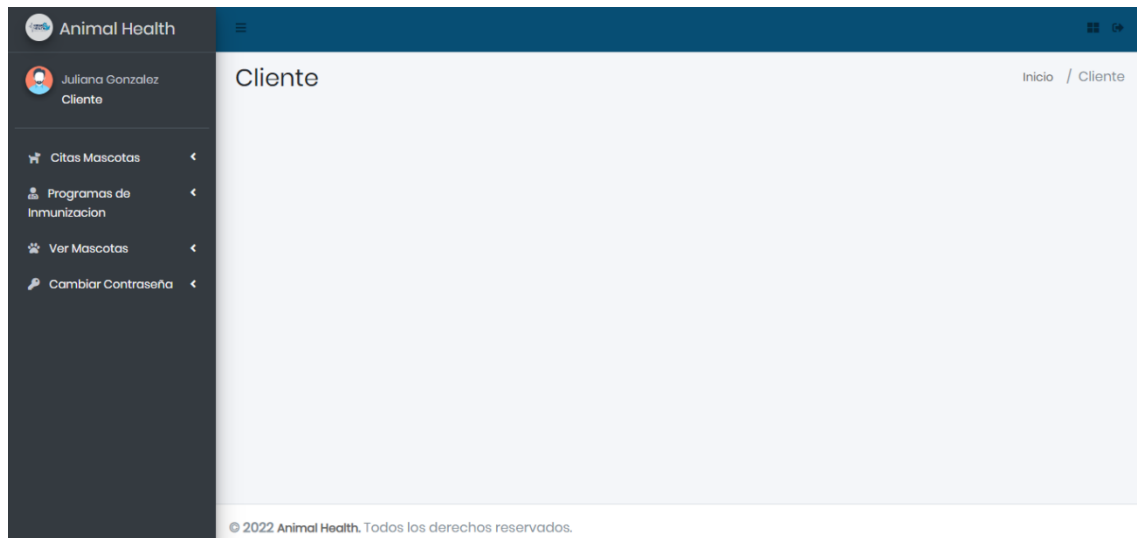 Animal Health
Juliana Gonzalez
Cliente
Citas Mascotas
Programas de
Inmunizacion
Ver Mascotas
Cambiar Contraseña
Cliente
Inicio / Cliente
© 2022 Animal Health. Todos los derechos reservados.